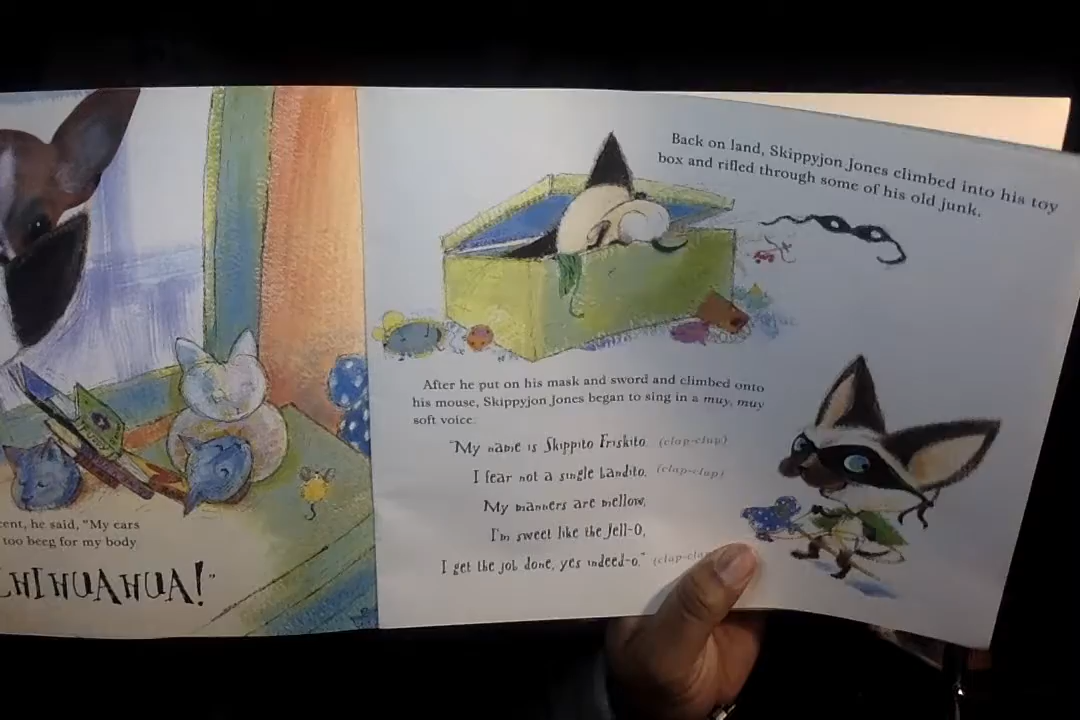 cent, he said, "My ears
too beeg for my body
CHIHUAHUA!"
Back on land, Skippyjon Jones climbed into his toy
box and rifled through some of his old junk.
After he put on his mask and sword and climbed onto
his mouse, Skippyjon Jones began to sing in a muy, muy
soft voice.
"My name is Skippito Friskito. (clap-clap)
I fear not a single bandito. (clap-clap)
My manners are mellow,
I'm sweet like the Jell-O,
I get the job done, yes indeed-o." (clap-clap